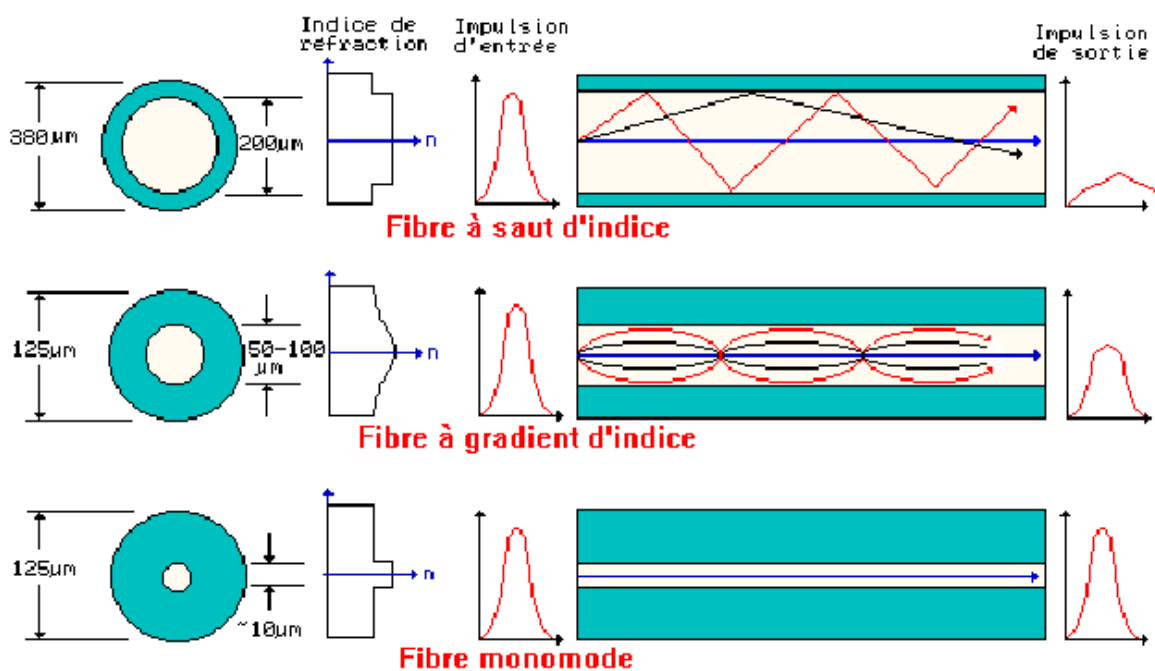 Indice de
réfraction
Impulsion
d'entrée
Impulsion
de sortie
380µm
200µm
n
Fibre à saut d'indice
125µm
50-100
µm
n
Fibre à gradient d'indice
125µm
~10µm
n
Fibre monomode